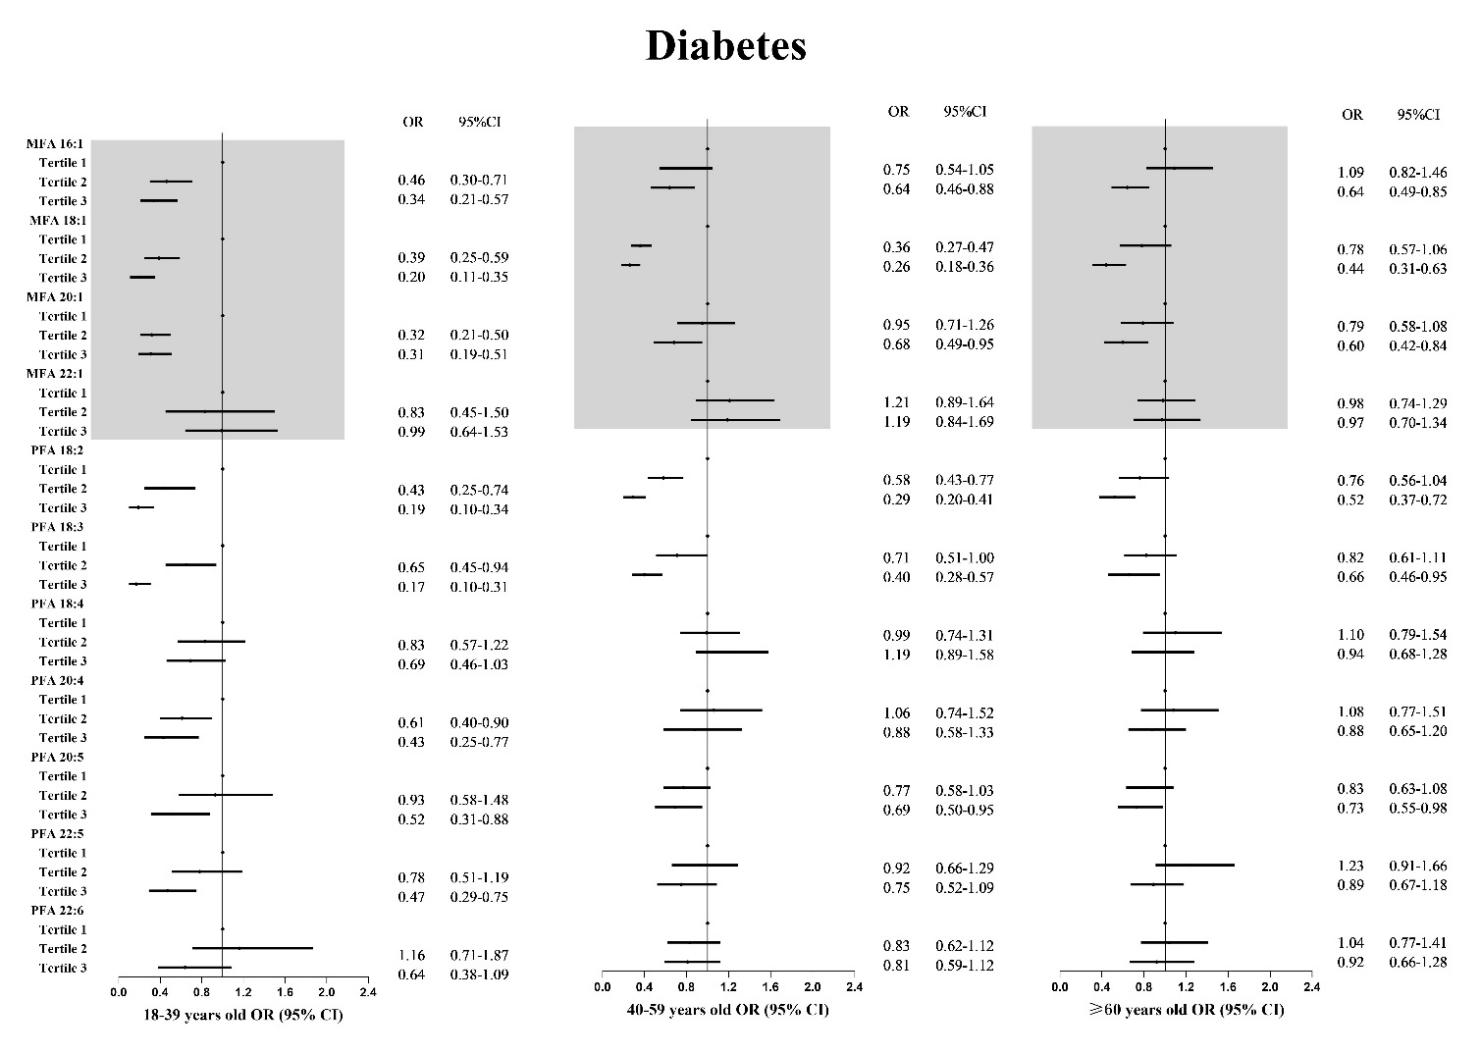 Diabetes
OR 95%CI OR 95%CI OR 95%CI
MFA 16:1
Tertile 1
Tertile 2 0.46 0.30-0.71 0.75 0.54-1.05 1.09 0.82-1.46
Tertile 3 0.34 0.21-0.57 0.64 0.46-0.88 0.64 0.49-0.85
MFA 18:1
Tertile 1
Tertile 2 0.39 0.25-0.59 0.36 0.27-0.47 0.78 0.57-1.06
Tertile 3 0.20 0.11-0.35 0.26 0.18-0.36 0.44 0.31-0.63
MFA 20:1
Tertile 1
Tertile 2 0.32 0.21-0.50 0.95 0.71-1.26 0.79 0.58-1.08
Tertile 3 0.31 0.19-0.51 0.68 0.49-0.95 0.60 0.42-0.84
MFA 22:1
Tertile 1
Tertile 2 0.83 0.45-1.50 1.21 0.89-1.64 0.98 0.74-1.29
Tertile 3 0.99 0.64-1.53 1.19 0.84-1.69 0.97 0.70-1.34
PFA 18:2
Tertile 1
Tertile 2 0.43 0.25-0.74 0.58 0.43-0.77 0.76 0.56-1.04
Tertile 3 0.19 0.10-0.34 0.29 0.20-0.41 0.52 0.37-0.72
PFA 18:3
Tertile 1
Tertile 2 0.65 0.45-0.94 0.71 0.51-1.00 0.82 0.61-1.11
Tertile 3 0.17 0.10-0.31 0.40 0.28-0.57 0.66 0.46-0.95
PFA 18:4
Tertile 1
Tertile 2 0.83 0.57-1.22 0.99 0.74-1.31 1.10 0.79-1.54
Tertile 3 0.69 0.46-1.03 1.19 0.89-1.58 0.94 0.68-1.28
PFA 20:4
Tertile 1
Tertile 2 0.61 0.40-0.90 1.06 0.74-1.52 1.08 0.77-1.51
Tertile 3 0.43 0.25-0.77 0.88 0.58-1.33 0.88 0.65-1.20
PFA 20:5
Tertile 1
Tertile 2 0.93 0.58-1.48 0.77 0.58-1.03 0.83 0.63-1.08
Tertile 3 0.52 0.31-0.88 0.69 0.50-0.95 0.73 0.55-0.98
PFA 22:5
Tertile 1
Tertile 2 0.78 0.51-1.19 0.92 0.66-1.29 1.23 0.91-1.66
Tertile 3 0.47 0.29-0.75 0.75 0.52-1.09 0.89 0.67-1.18
PFA 22:6
Tertile 1
Tertile 2 1.16 0.71-1.87 0.83 0.62-1.12 1.04 0.77-1.41
Tertile 3 0.64 0.38-1.09 0.81 0.59-1.12 0.92 0.66-1.28
0.0 0.4 0.8 1.2 1.6 2.0 2.4 0.0 0.4 0.8 1.2 1.6 2.0 2.4 0.0 0.4 0.8 1.2 1.6 2.0 2.4
18-39 years old OR (95% CI) 40-59 years old OR (95% CI) ⩾60 years old OR (95% CI)